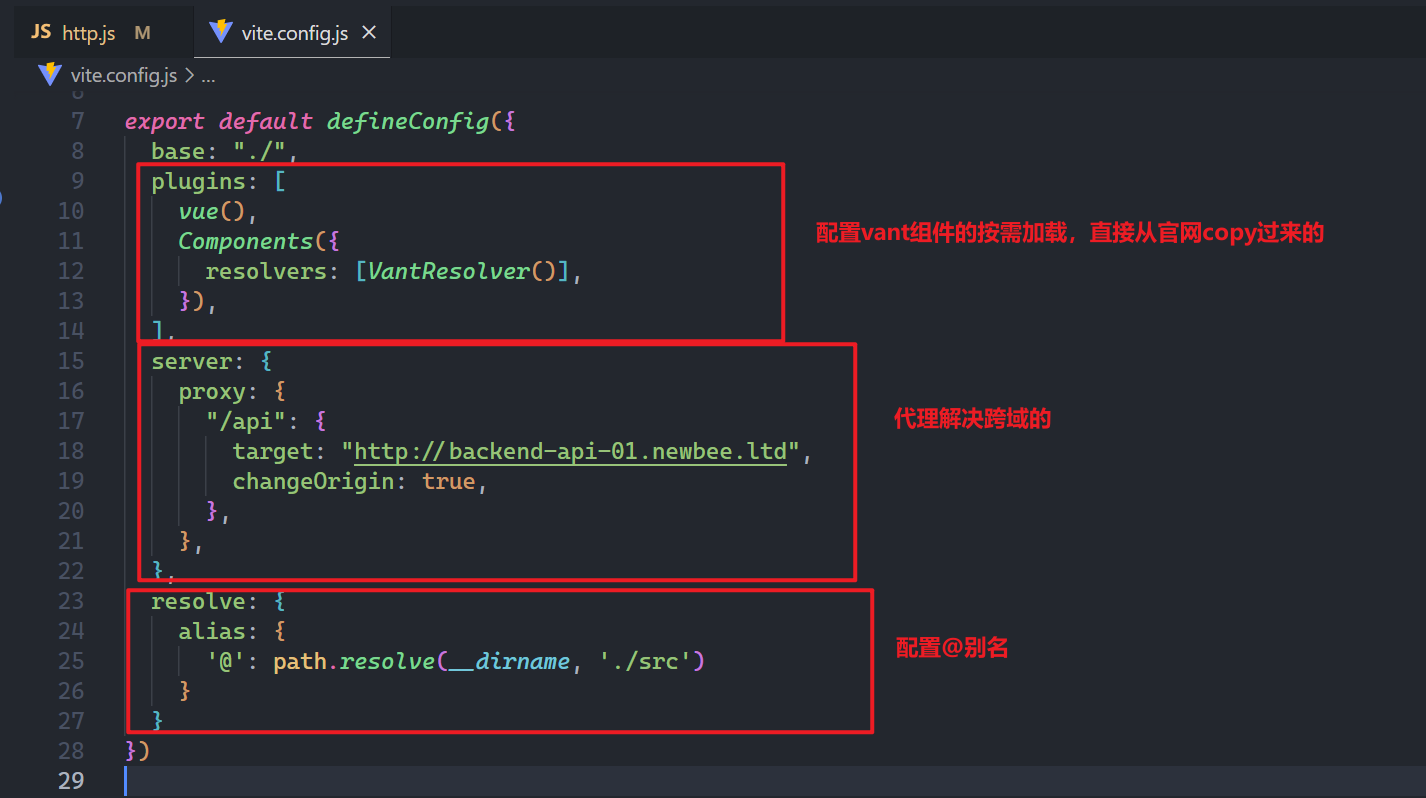 JS http.js M vite.config.js ×
vite.config.js > ...
6
7 export default defineConfig({
8 base: "./",
9 plugins: [
10 vue(),
11 Components({
12 resolvers: [VantResolver()],
13 }),
14 ],
配置vant组件的按需加载，直接从官网copy过来的
15 server: {
16 proxy: {
17 "/api": {
18 target: "http://backend-api-01.newbee.ltd",
19 changeOrigin: true,
20 },
21 },
22 },
代理解决跨域的
23 resolve: {
24 alias: {
25 '@': path.resolve(__dirname, './src')
26 }
27 }
配置@别名
28 })
29